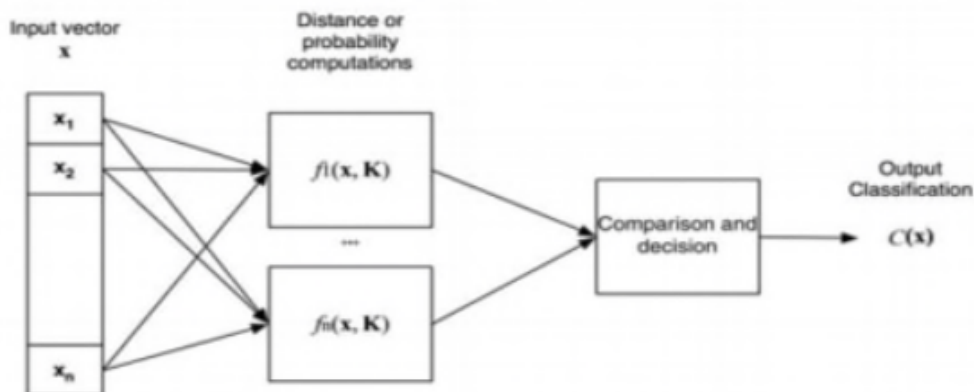 Input vector
x
Distance or
probability
computations
x1
x2
xn
f1(x, K)
...
fn(x, K)
Comparison and
decision
Output
Classification
C(x)